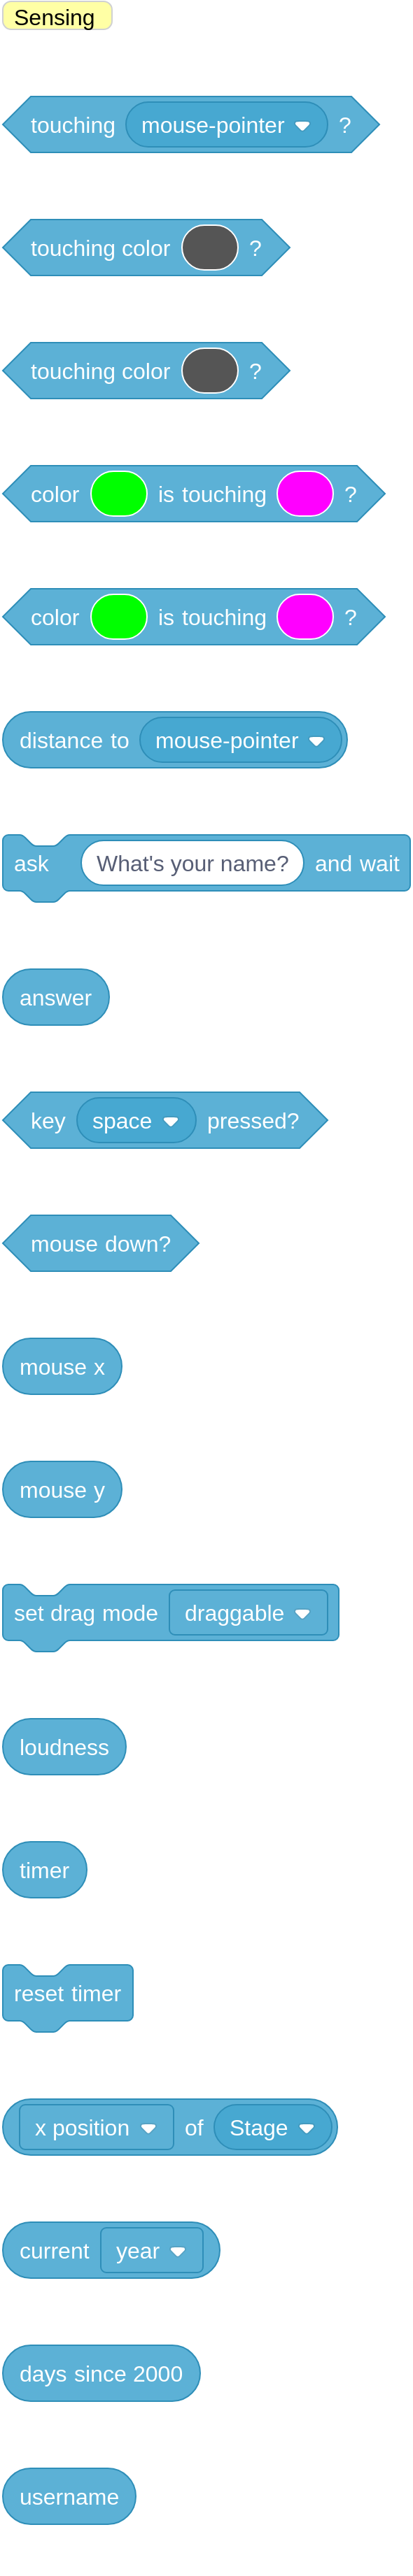 Sensing
touching mouse-pointer ?
touching color ?
touching color ?
color is touching ?
color is touching ?
distance to mouse-pointer
ask What's your name? and wait
answer
key space pressed?
mouse down?
mouse x
mouse y
set drag mode draggable
loudness
timer
reset timer
x position of Stage
current year
days since 2000
username